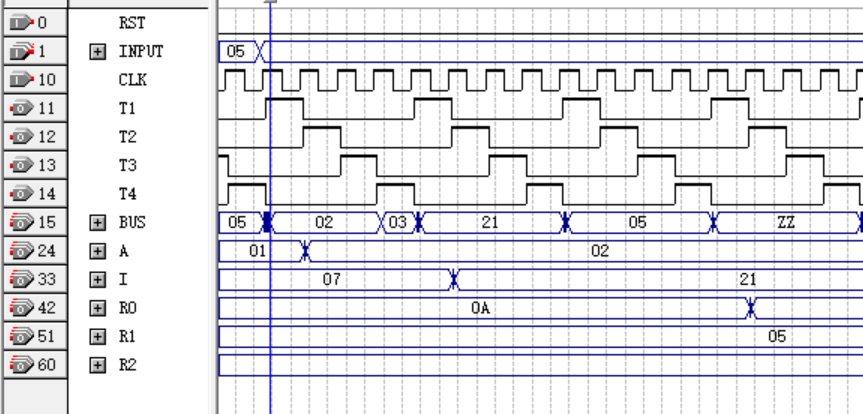 0 RST
1 INPUT 05
10 CLK
11 T1
12 T2
13 T3
14 T4
15 BUS 05 02 03 21 05 ZZ
24 A 01 02
33 I 07 21
42 R0 0A
51 R1 05
60 R2